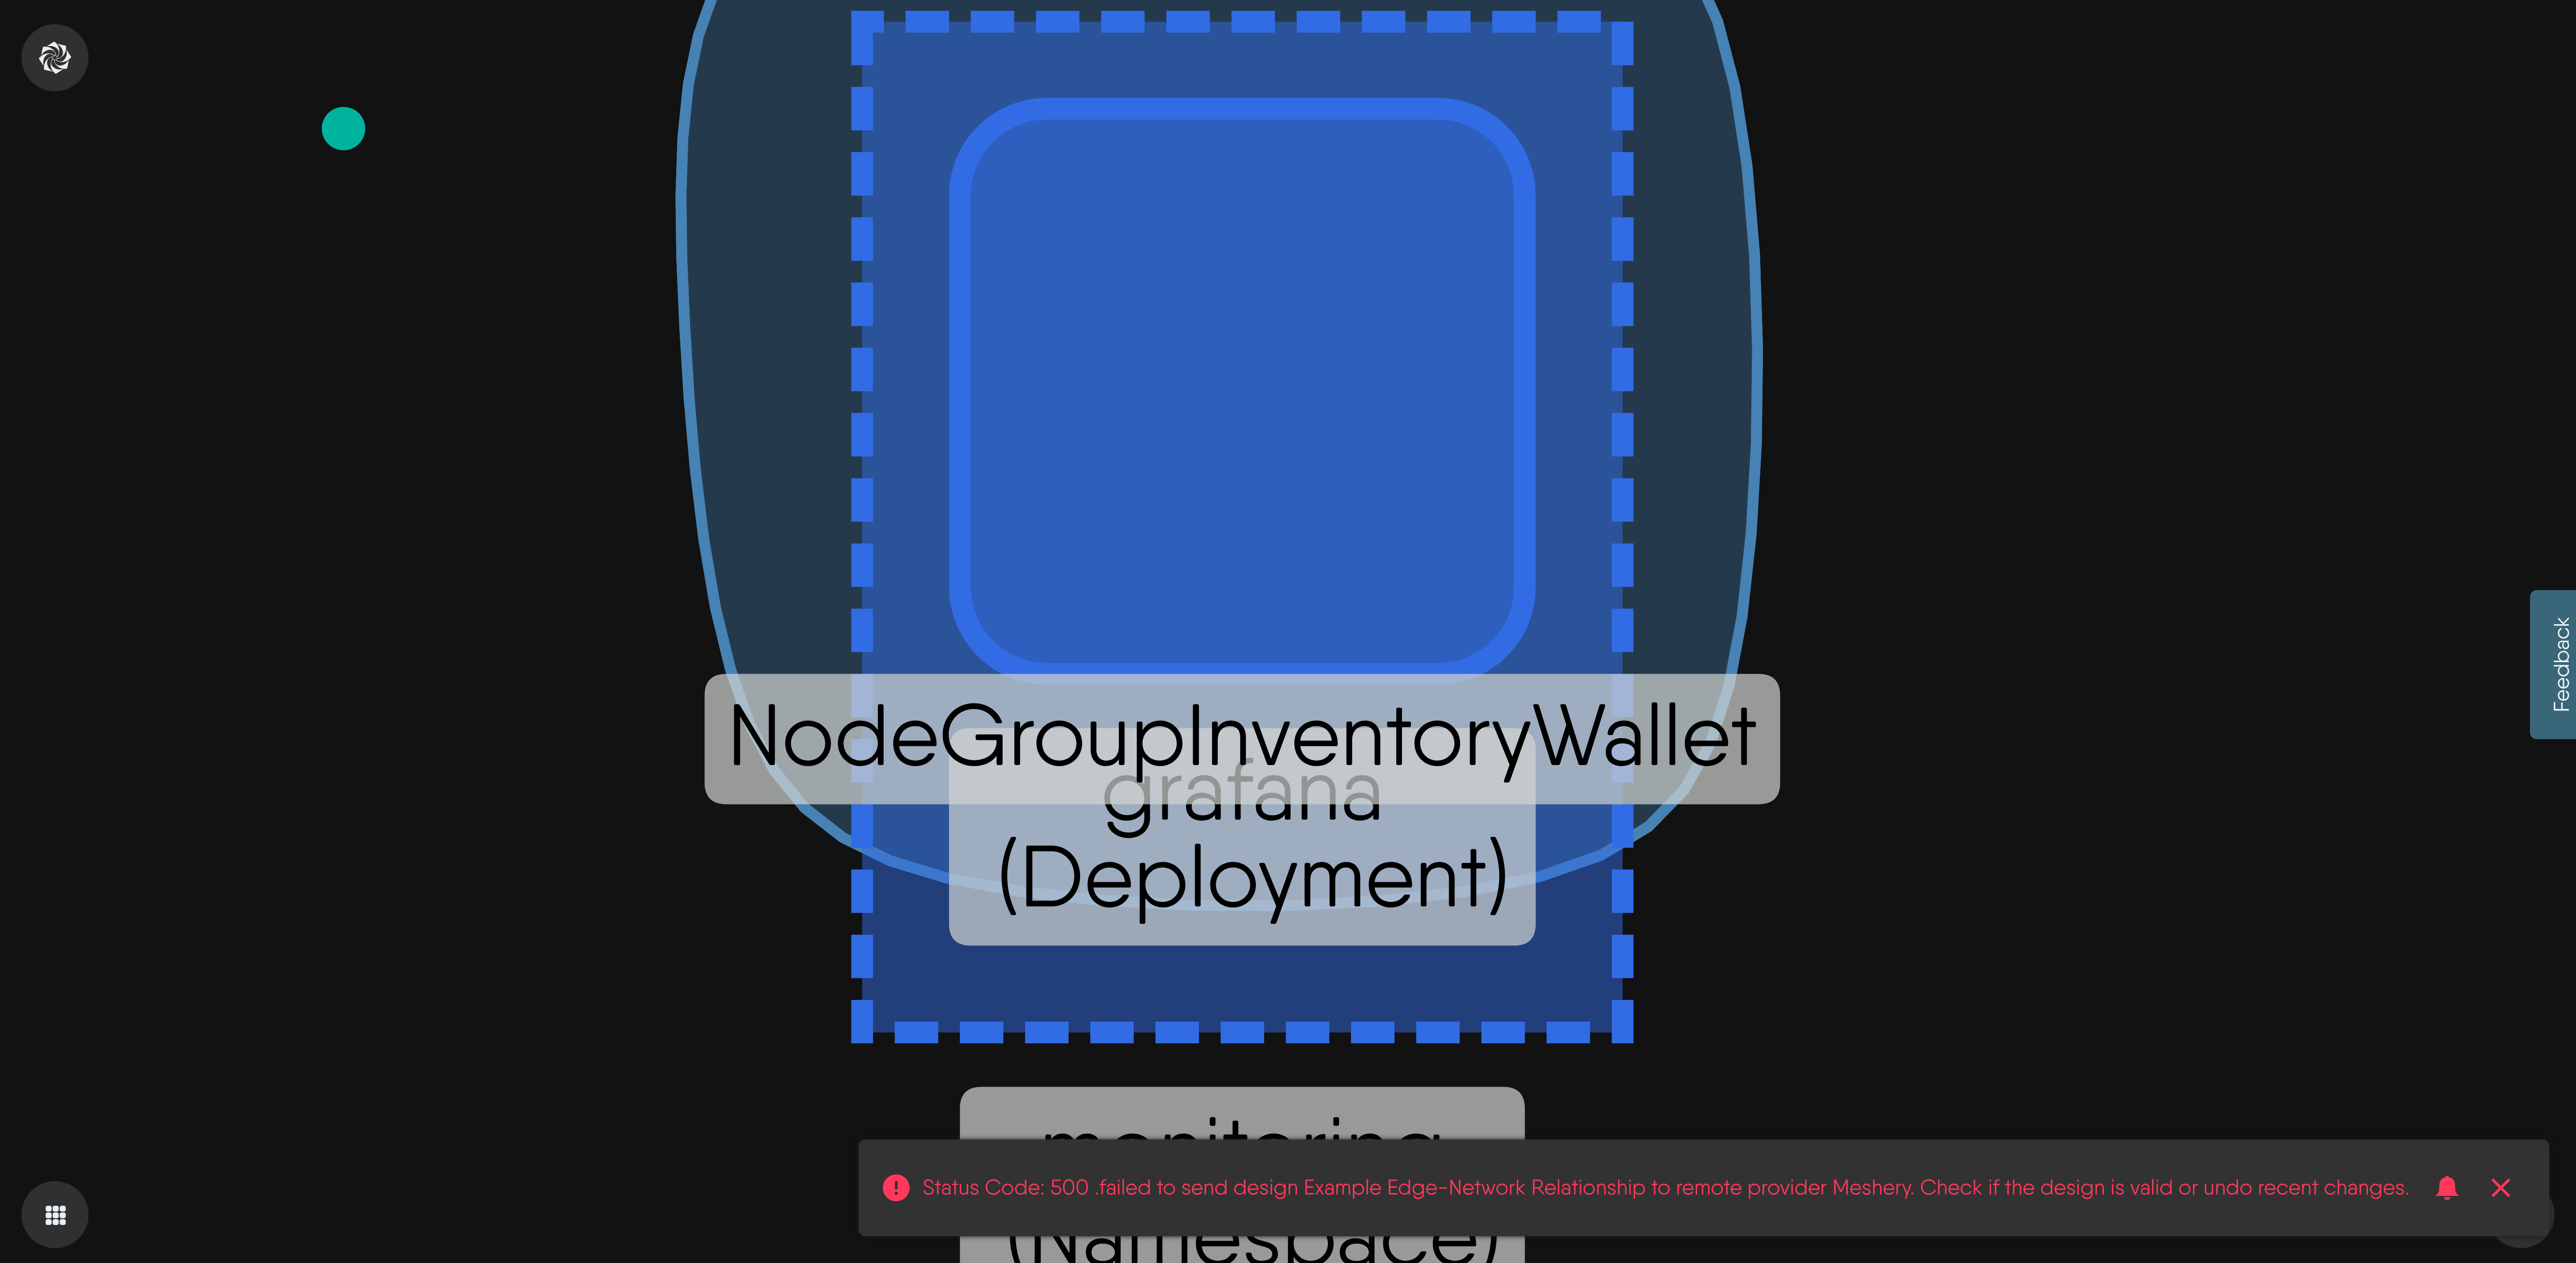 NodeGroupInventoryWallet
grafana
(Deployment)
monitoring
(Namespace)
Status Code: 500 .failed to send design Example Edge-Network Relationship to remote provider Meshery. Check if the design is valid or undo recent changes.
Feedback